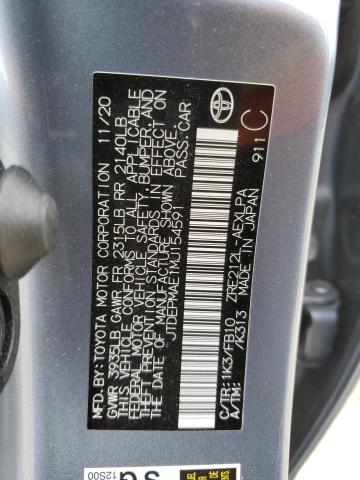 MFD.BY:TOYOTA MOTOR CORPORATION 11/20
GVWR 3935LB GAWR FR 2315LB RR 2140LB
THIS VEHICLE CONFORMS TO ALL APPLICABLE
FEDERAL MOTOR VEHICLE SAFETY, BUMPER, AND
THEFT PREVENTION STANDARDS IN EFFECT ON
THE DATE OF MANUFACTURE SHOWN ABOVE.
JTDEPMAE1MJ154591 PASS.CAR
C/TR:1K3/FB10 ZRE212L-AEXLPA
A/TM: /K313 MADE IN JAPAN 911 C
TOYOTA
12S00